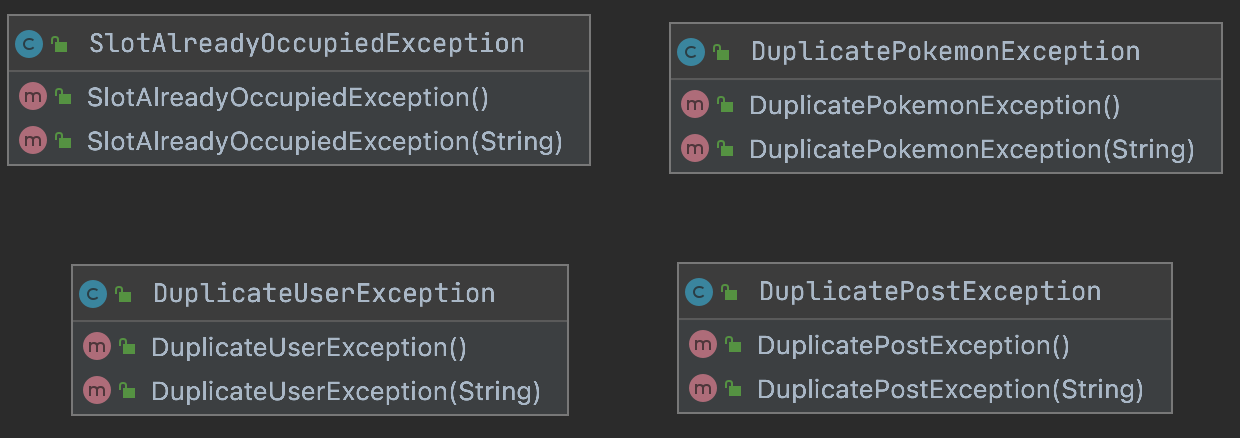 SlotAlreadyOccupiedException
SlotAlreadyOccupiedException()
SlotAlreadyOccupiedException(String)
DuplicatePokemonException
DuplicatePokemonException()
DuplicatePokemonException(String)
DuplicateUserException
DuplicateUserException()
DuplicateUserException(String)
DuplicatePostException
DuplicatePostException()
DuplicatePostException(String)